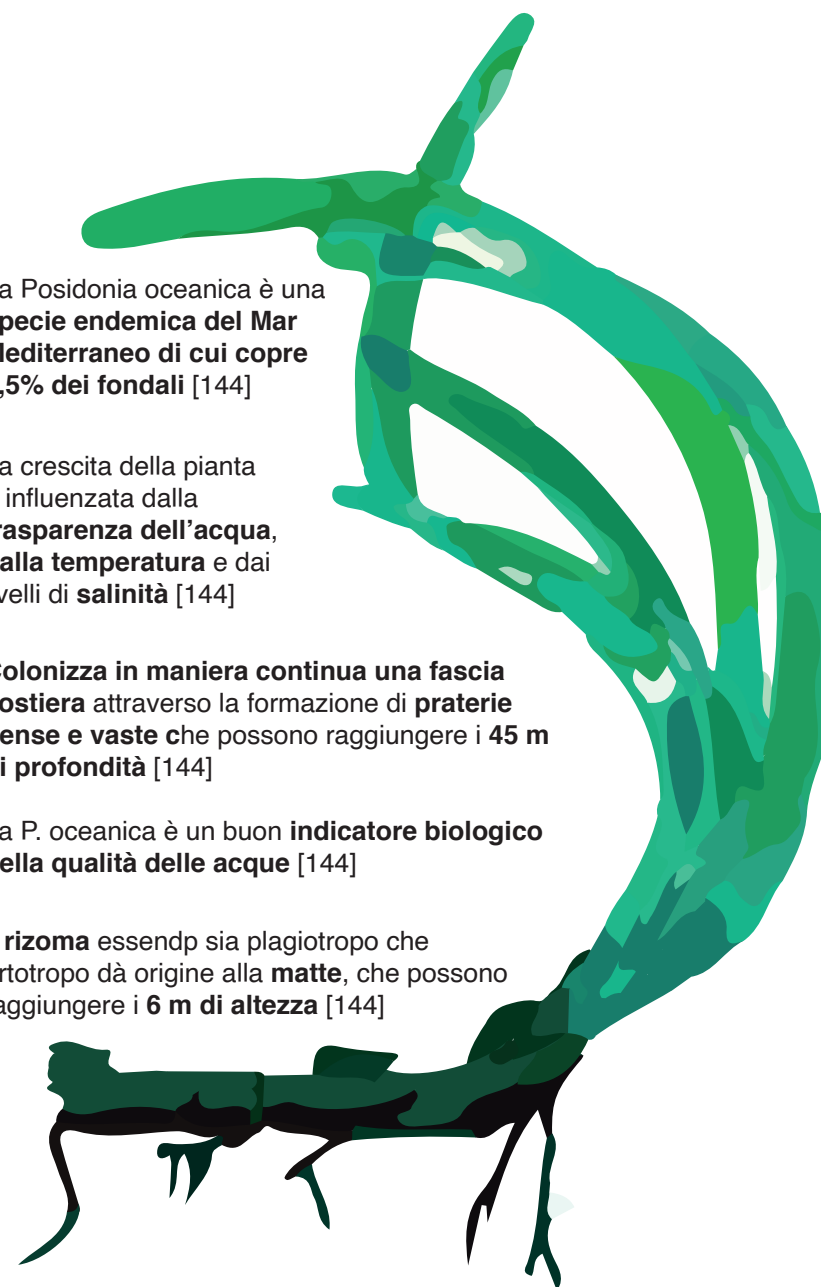 a Posidonia oceanica è una
pecie endemica del Mar
lediterraneo di cui copre
,5% dei fondali [144]
a crescita della pianta
influenzata dalla
rasparenza dell’acqua,
alla temperatura e dai
velli di salinità [144]
olonizza in maniera continua una fascia
ostiera attraverso la formazione di praterie
ense e vaste che possono raggiungere i 45 m
i profondità [144]
a P. oceanica è un buon indicatore biologico
ella qualità delle acque [144]
rizoma essendp sia plagiotropo che
rtotropo dà origine alla matte, che possono
aggiungere i 6 m di altezza [144]